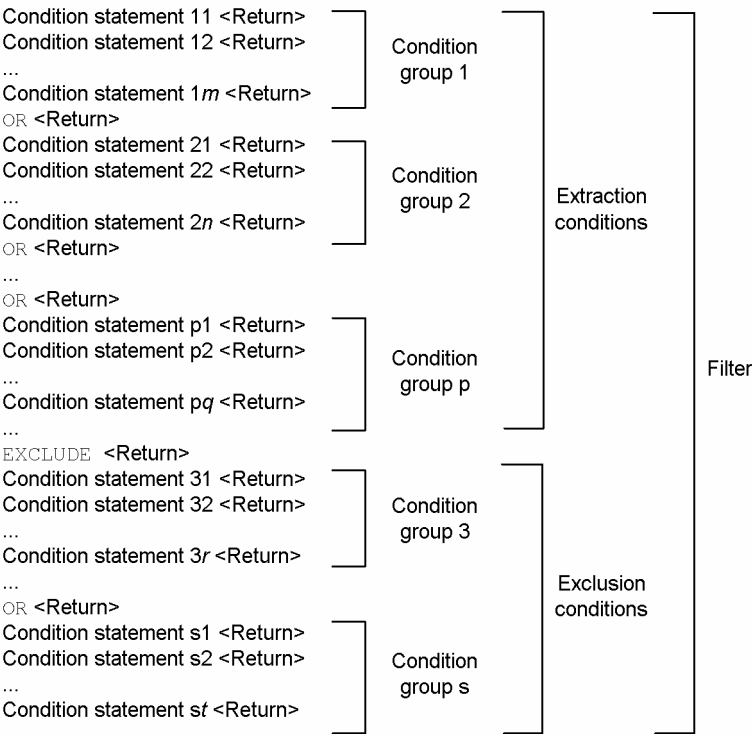 Condition statement 11 <Return>
Condition statement 12 <Return>
...
Condition statement 1m <Return>
OR <Return>
Condition statement 21 <Return>
Condition statement 22 <Return>
...
Condition statement 2n <Return>
OR <Return>
...
OR <Return>
Condition statement p1 <Return>
Condition statement p2 <Return>
...
Condition statement pq <Return>
...
EXCLUDE <Return>
Condition statement 31 <Return>
Condition statement 32 <Return>
...
Condition statement 3r <Return>
...
OR <Return>
Condition statement s1 <Return>
Condition statement s2 <Return>
...
Condition statement st <Return>
Condition
group 1
Condition
group 2
Condition
group p
Condition
group 3
Condition
group s
Extraction
conditions
Exclusion
conditions
Filter